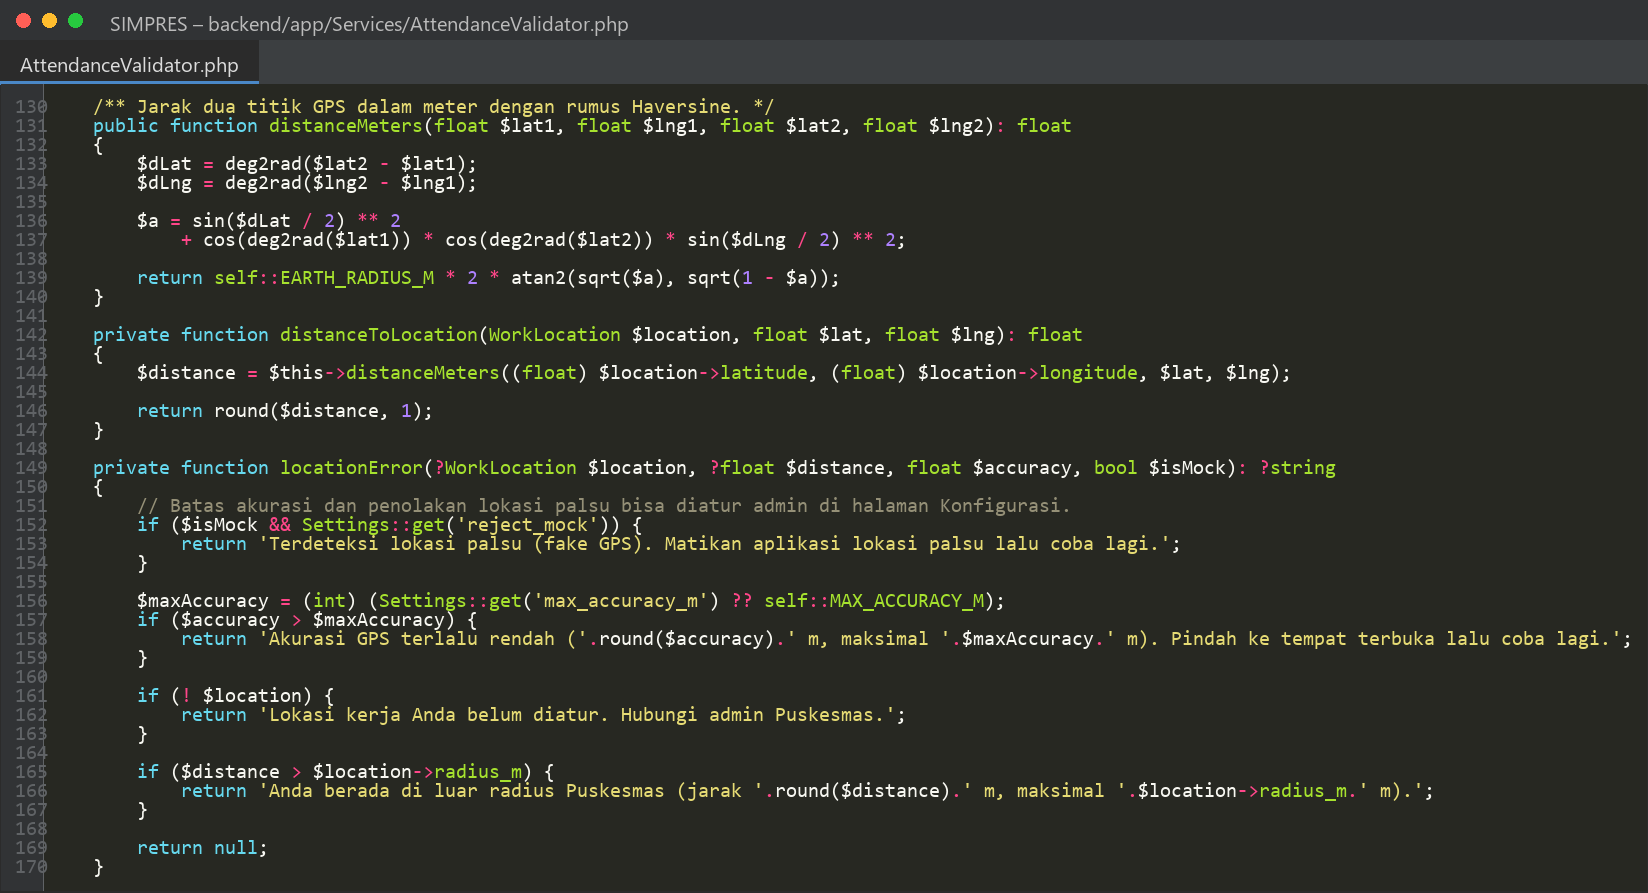 SIMPRES – backend/app/Services/AttendanceValidator.php
AttendanceValidator.php
130     /** Jarak dua titik GPS dalam meter dengan rumus Haversine. */
131     public function distanceMeters(float $lat1, float $lng1, float $lat2, float $lng2): float
132     {
133         $dLat = deg2rad($lat2 - $lat1);
134         $dLng = deg2rad($lng2 - $lng1);
135
136         $a = sin($dLat / 2) ** 2
137             + cos(deg2rad($lat1)) * cos(deg2rad($lat2)) * sin($dLng / 2) ** 2;
138
139         return self::EARTH_RADIUS_M * 2 * atan2(sqrt($a), sqrt(1 - $a));
140     }
141
142     private function distanceToLocation(WorkLocation $location, float $lat, float $lng): float
143     {
144         $distance = $this->distanceMeters((float) $location->latitude, (float) $location->longitude, $lat, $lng);
145
146         return round($distance, 1);
147     }
148
149     private function locationError(?WorkLocation $location, ?float $distance, float $accuracy, bool $isMock): ?string
150     {
151         // Batas akurasi dan penolakan lokasi palsu bisa diatur admin di halaman Konfigurasi.
152         if ($isMock && Settings::get('reject_mock')) {
153             return 'Terdeteksi lokasi palsu (fake GPS). Matikan aplikasi lokasi palsu lalu coba lagi.';
154         }
155
156         $maxAccuracy = (int) (Settings::get('max_accuracy_m') ?? self::MAX_ACCURACY_M);
157         if ($accuracy > $maxAccuracy) {
158             return 'Akurasi GPS terlalu rendah ('.round($accuracy).' m, maksimal '.$maxAccuracy.' m). Pindah ke tempat terbuka lalu coba lagi.';
159         }
160
161         if (! $location) {
162             return 'Lokasi kerja Anda belum diatur. Hubungi admin Puskesmas.';
163         }
164
165         if ($distance > $location->radius_m) {
166             return 'Anda berada di luar radius Puskesmas (jarak '.round($distance).' m, maksimal '.$location->radius_m.' m).';
167         }
168
169         return null;
170     }